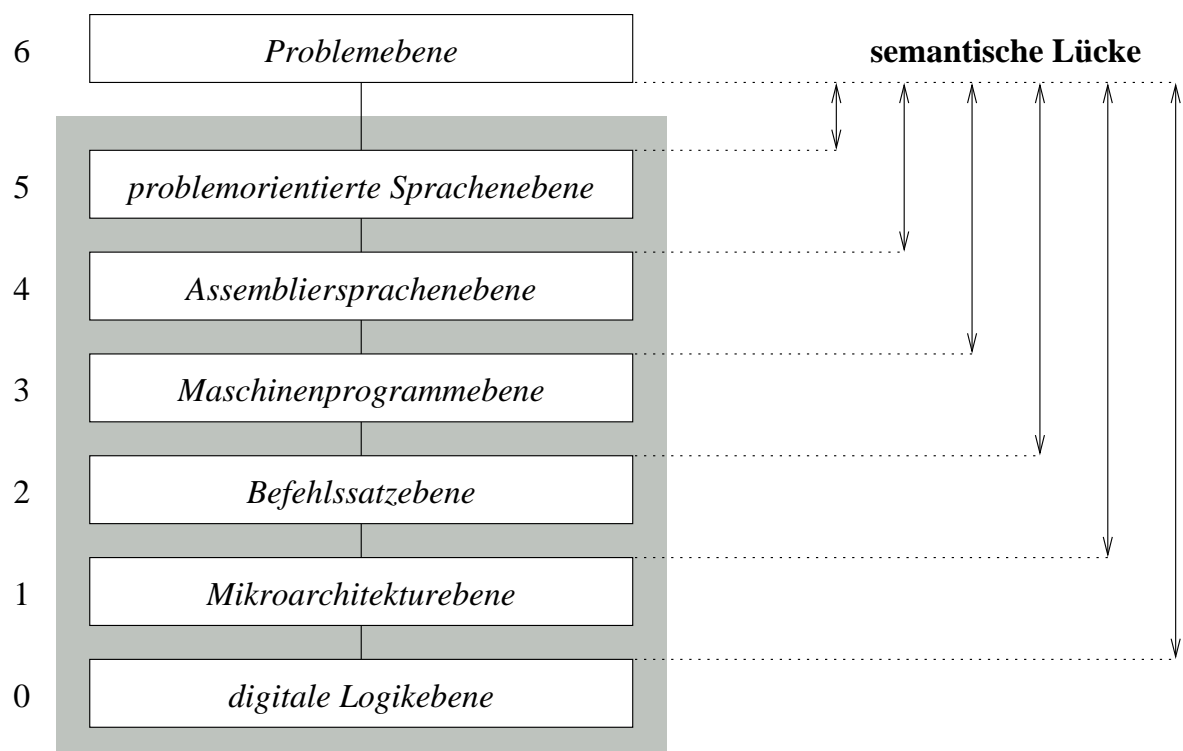 6 Problemebene semantische Lücke
5 problemorientierte Sprachenebene
4 Assembliersprachenebene
3 Maschinenprogrammebene
2 Befehlssatzebene
1 Mikroarchitekturebene
0 digitale Logikebene